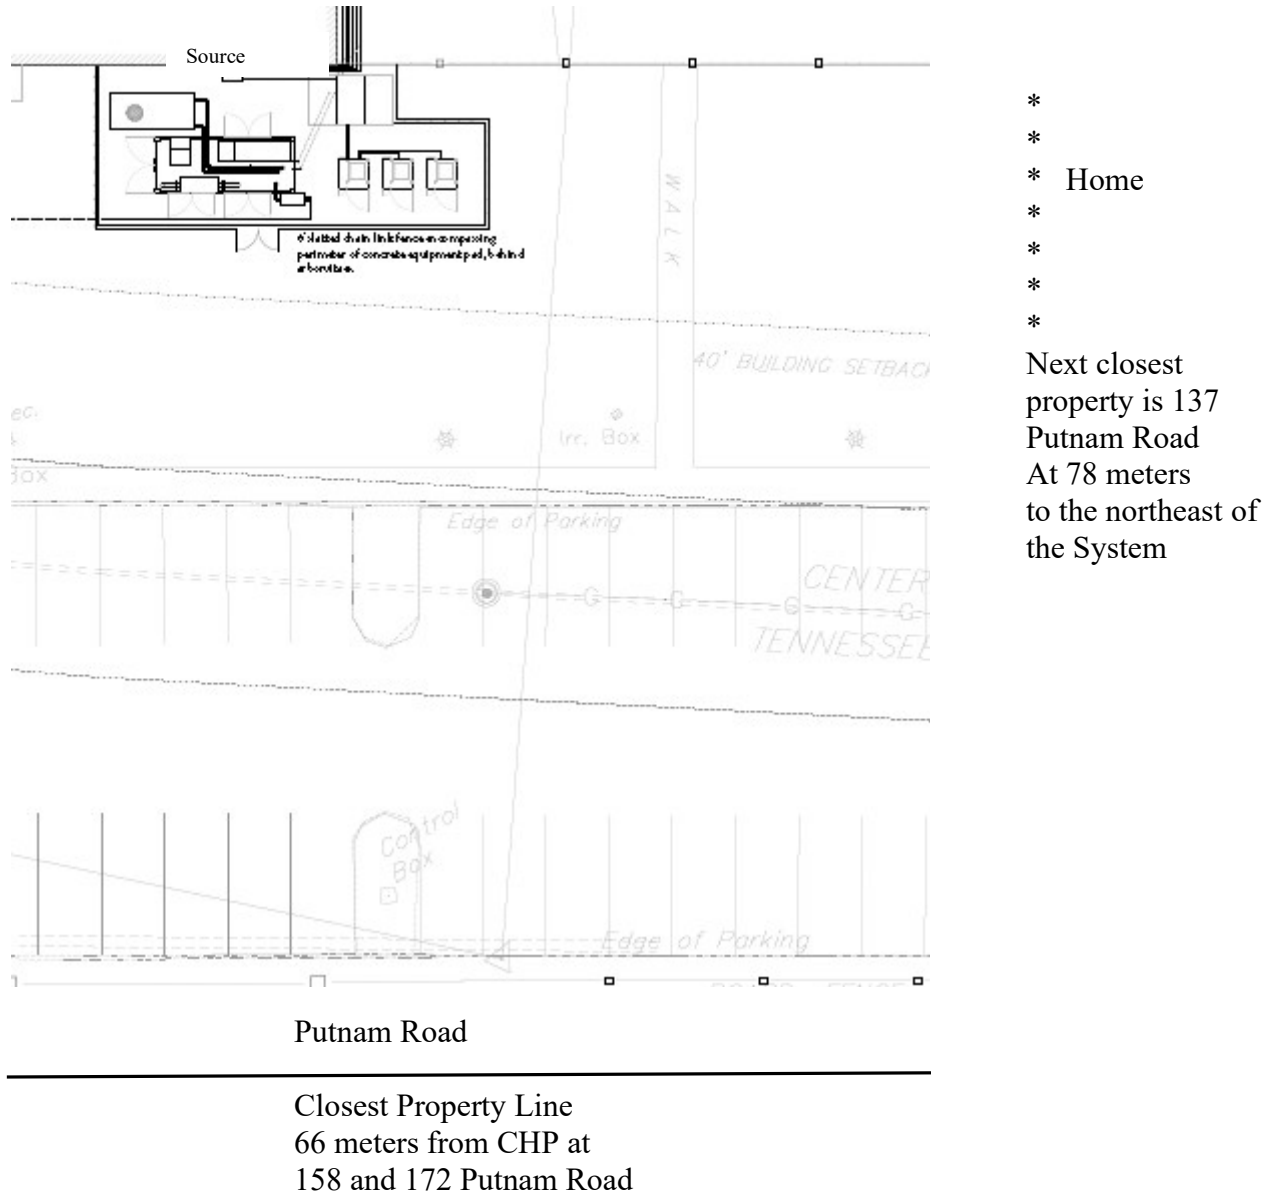 Source
6' slatted chain link fence encompassing
perimeter of concrete equipment pad, behind
arborvitaes.
WALK
40' BUILDING SETBACK
Irr. Box
Edge of Parking
CENTER
TENNESSEE
Control
Box
Edge of Parking
Putnam Road
Closest Property Line
66 meters from CHP at
158 and 172 Putnam Road
*
*
* Home
*
*
*
*
Next closest
property is 137
Putnam Road
At 78 meters
to the northeast of
the System